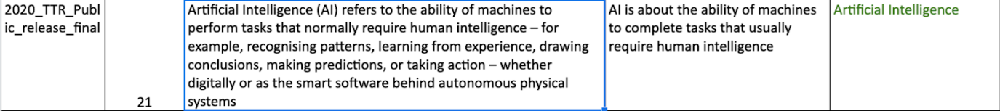 2020_TTR_Publ
ic_release_final
21
Artificial Intelligence (AI) refers to the ability of machines to
perform tasks that normally require human intelligence – for
example, recognising patterns, learning from experience, drawing
conclusions, making predictions, or taking action – whether
digitally or as the smart software behind autonomous physical
systems
AI is about the ability of machines
to complete tasks that usually
require human intelligence
Artificial Intelligence